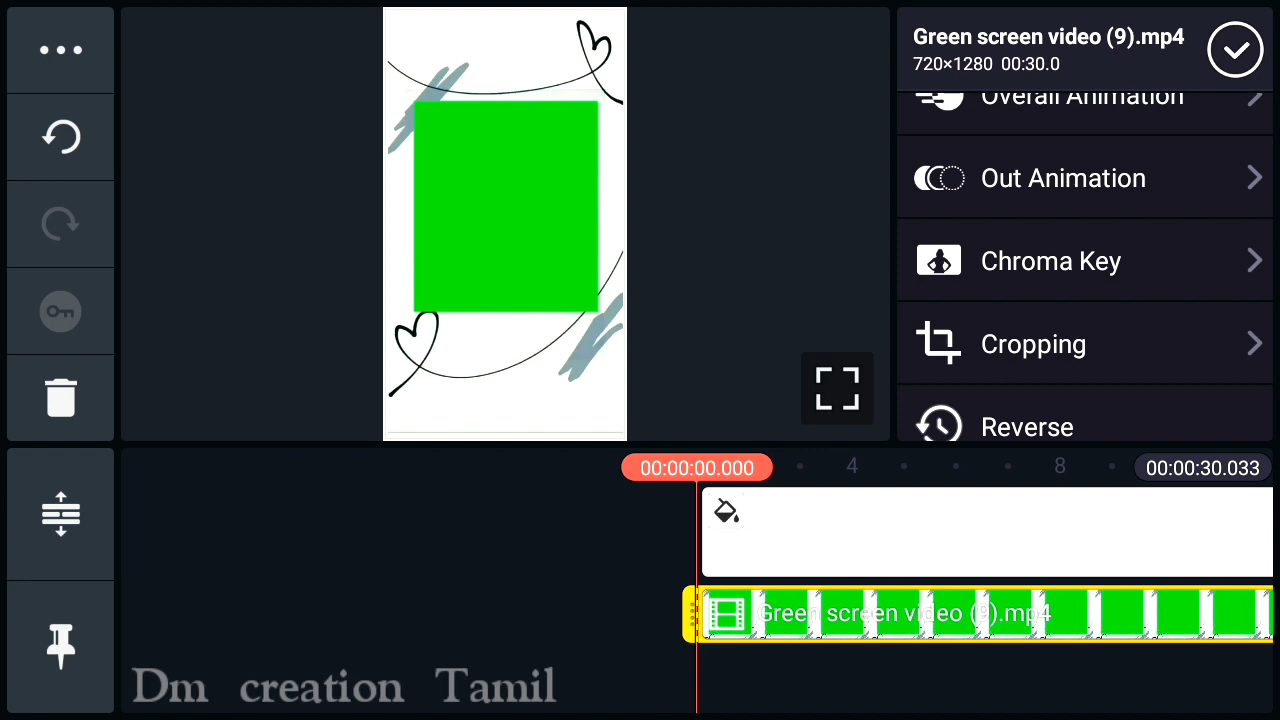 Green screen video (9).mp4
720×1280 00:30.0
Overall Animation
Out Animation
Chroma Key
Cropping
Reverse
00:00:00.000
4
8
00:00:30.033
Green screen video (9).mp4
Dm creation Tamil